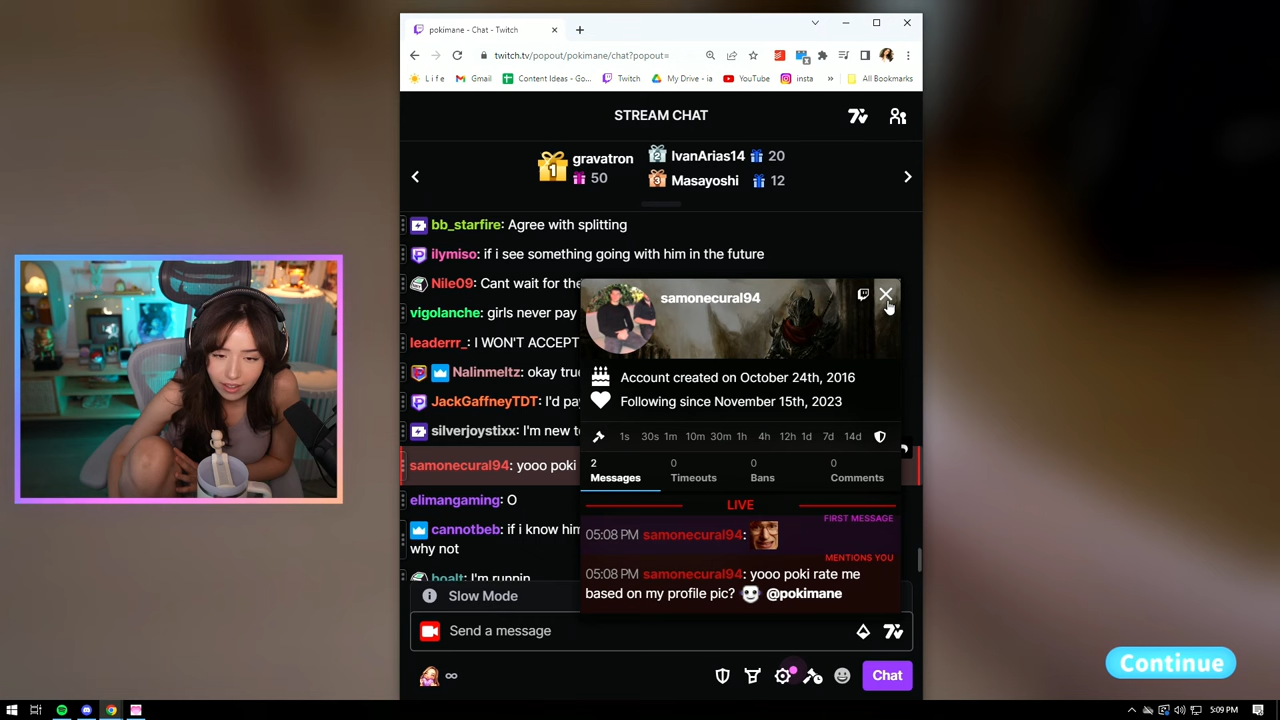 pokimane - Chat - Twitch
twitch.tv/popout/pokimane/chat?popout=
L i f e
Gmail
Content Ideas - Go...
Twitch
My Drive - ia
YouTube
insta
»
All Bookmarks
STREAM CHAT
1 gravatron
50
2 IvanArias14 20
3 Masayoshi 12
bb_starfire: Agree with splitting
ilymiso: if i see something going with him in the future
Nile09: Cant wait for the
vigolanche: girls never pay
leaderrr_: I WON'T ACCEPT
Nalinmeltz: okay true
JackGaffneyTDT: I'd pay
silverjoystixx: I'm new t
samonecural94: yooo poki
elimangaming: O
cannotbeb: if i know him
why not
boalt: I'm runnin
samonecural94
Account created on October 24th, 2016
Following since November 15th, 2023
1s 30s 1m 10m 30m 1h 4h 12h 1d 7d 14d
2 0 0 0
Messages Timeouts Bans Comments
LIVE
FIRST MESSAGE
05:08 PM samonecural94:
MENTIONS YOU
05:08 PM samonecural94: yooo poki rate me
based on my profile pic? @pokimane
Slow Mode
Send a message
∞
Chat
Continue
5:09 PM